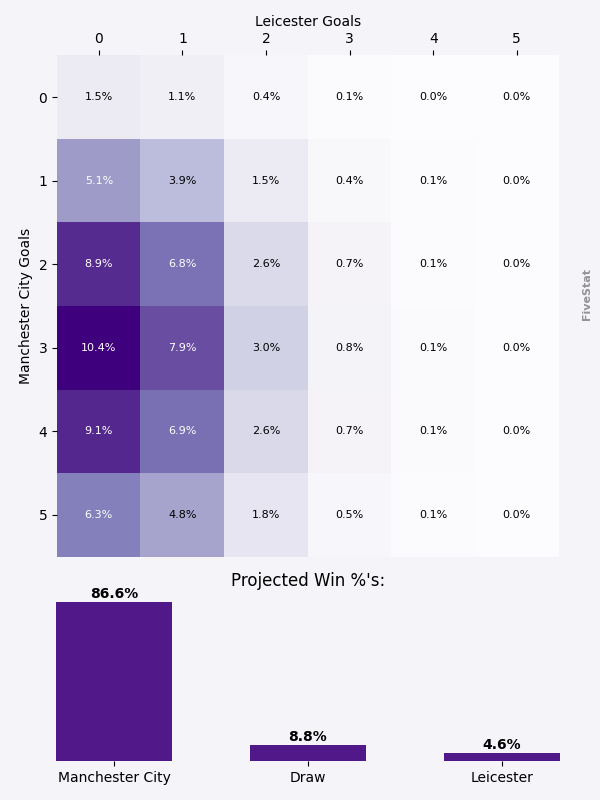 Leicester Goals
0 1 2 3 4 5
0 1.5% 1.1% 0.4% 0.1% 0.0% 0.0%
1 5.1% 3.9% 1.5% 0.4% 0.1% 0.0%
2 8.9% 6.8% 2.6% 0.7% 0.1% 0.0%
3 10.4% 7.9% 3.0% 0.8% 0.1% 0.0%
4 9.1% 6.9% 2.6% 0.7% 0.1% 0.0%
5 6.3% 4.8% 1.8% 0.5% 0.1% 0.0%
Manchester City Goals
FiveStat
Projected Win %'s:
86.6% 8.8% 4.6%
Manchester City Draw Leicester